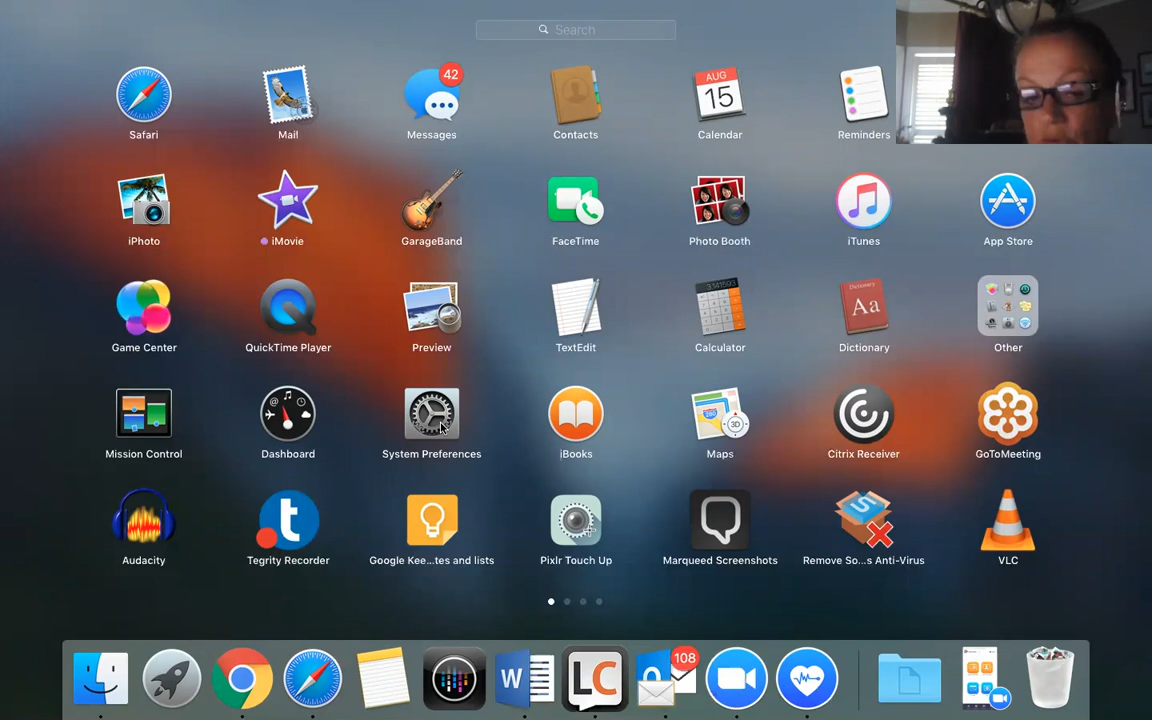 Search
42
AUG
15
Safari
Mail
Messages
Contacts
Calendar
Reminders
iPhoto
iMovie
GarageBand
FaceTime
Photo Booth
iTunes
App Store
Dictionary
Aa
Game Center
QuickTime Player
Preview
TextEdit
Calculator
Dictionary
Other
280
3D
Mission Control
Dashboard
System Preferences
iBooks
Maps
Citrix Receiver
GoToMeeting
t
S
Audacity
Tegrity Recorder
Google Kee...tes and lists
Pixlr Touch Up
Marqueed Screenshots
Remove So...s Anti-Virus
VLC
W
LC
108